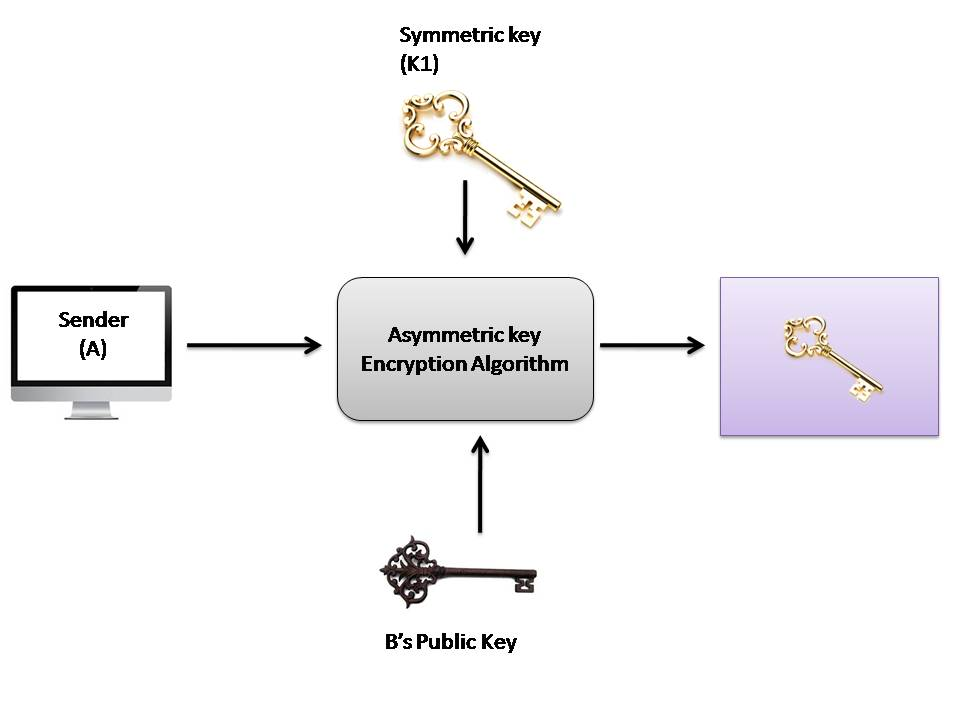 Symmetric key
(K1)
Sender
(A)
Asymmetric key
Encryption Algorithm
B's Public Key